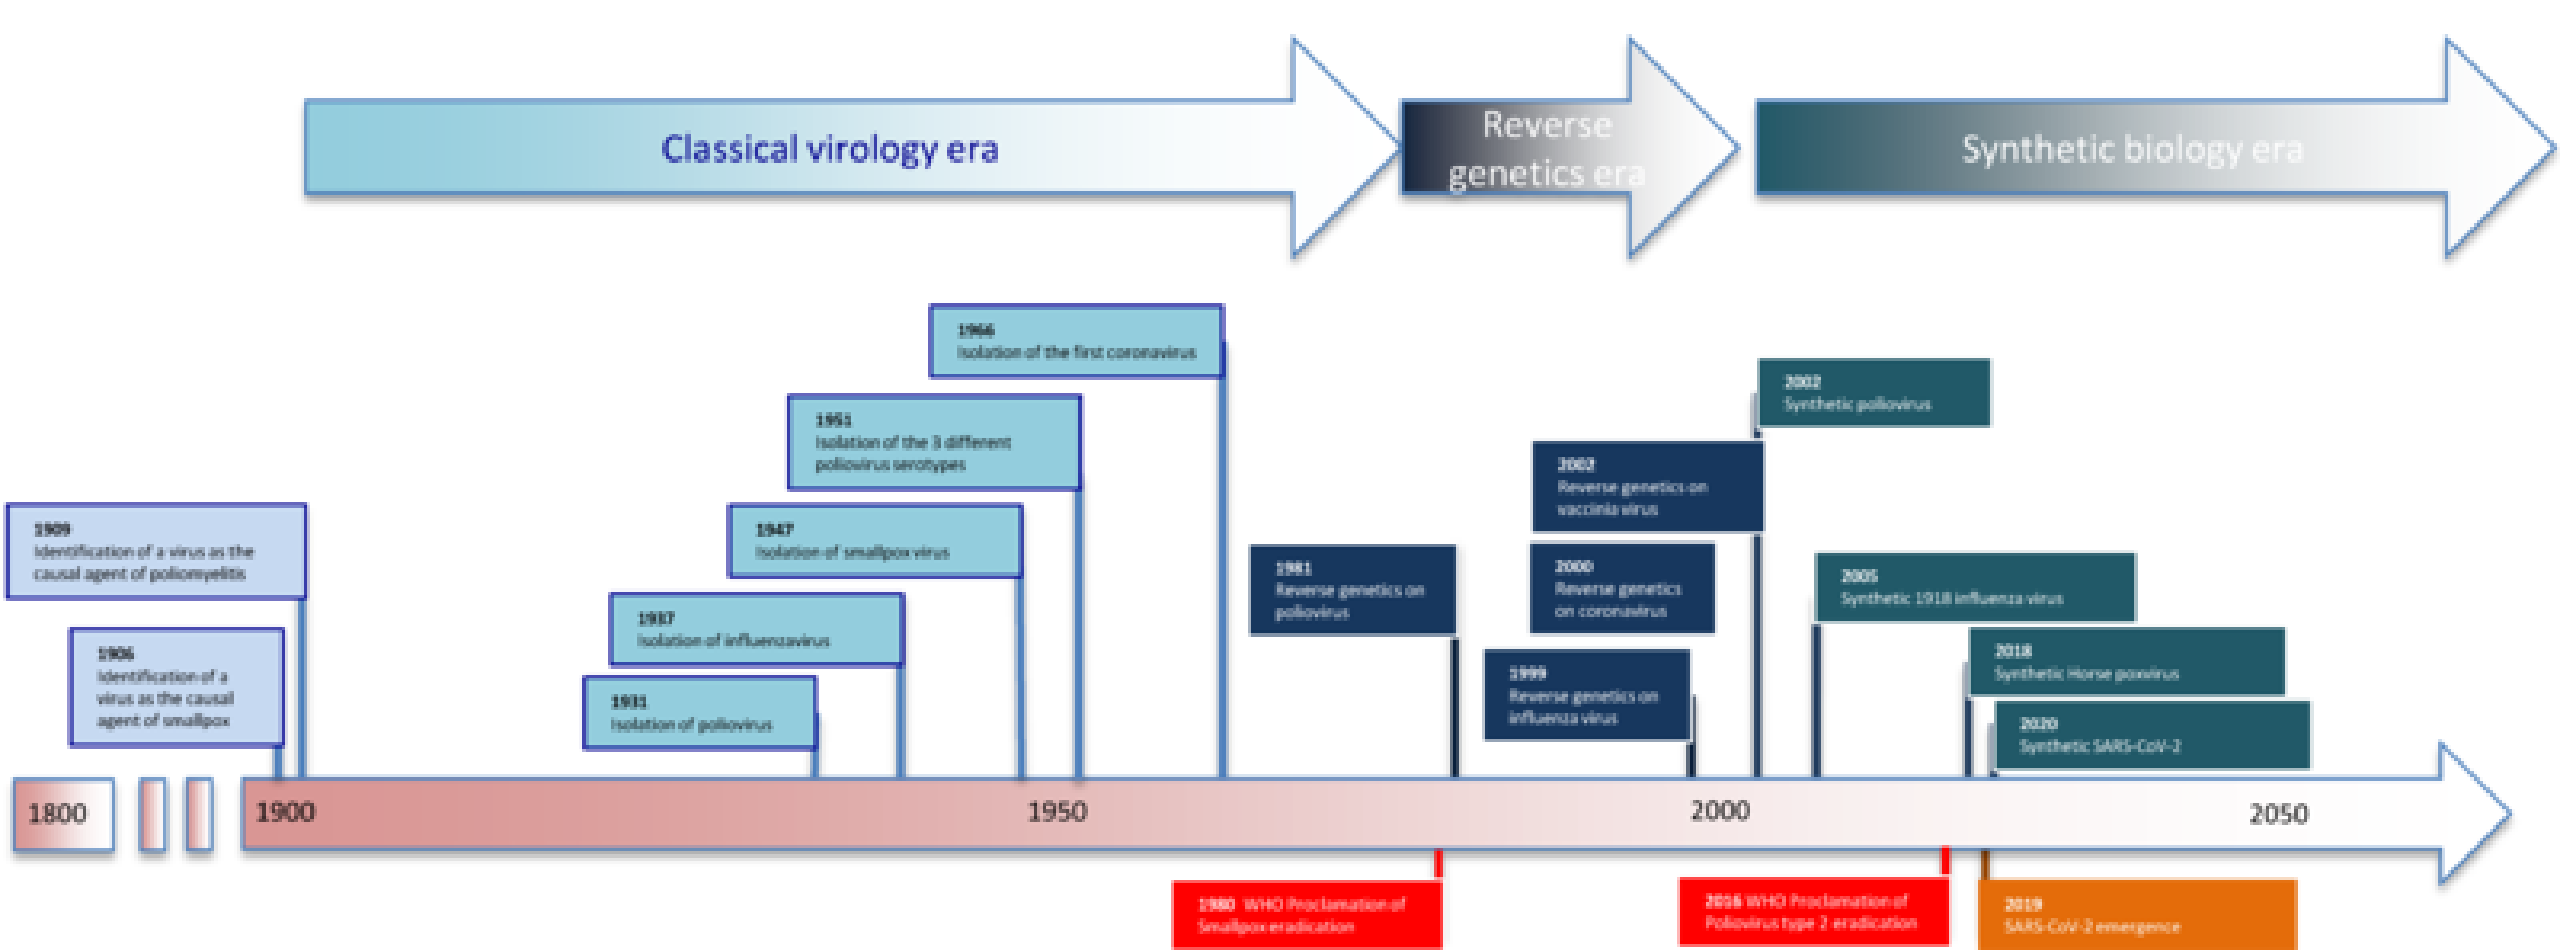 Classical virology era
Reverse
genetics era
Synthetic biology era
1966
Isolation of the first coronavirus
1951
Isolation of the 3 different
poliovirus serotypes
1947
Isolation of smallpox virus
1937
Isolation of influenzavirus
1931
Isolation of poliovirus
1909
Identification of a virus as the
causal agent of poliomyelitis
1906
Identification of a
virus as the causal
agent of smallpox
1981
Reverse genetics on
poliovirus
2002
Synthetic poliovirus
2002
Reverse genetics on
vaccinia virus
2000
Reverse genetics
on coronavirus
1999
Reverse genetics on
influenza virus
2005
Synthetic 1918 influenza virus
2018
Synthetic Horse poxvirus
2020
Synthetic SARS-CoV-2
1800
1900
1950
2000
2050
1980 WHO Proclamation of
Smallpox eradication
2016 WHO Proclamation of
Poliovirus type 2 eradication
2019
SARS-CoV-2 emergence